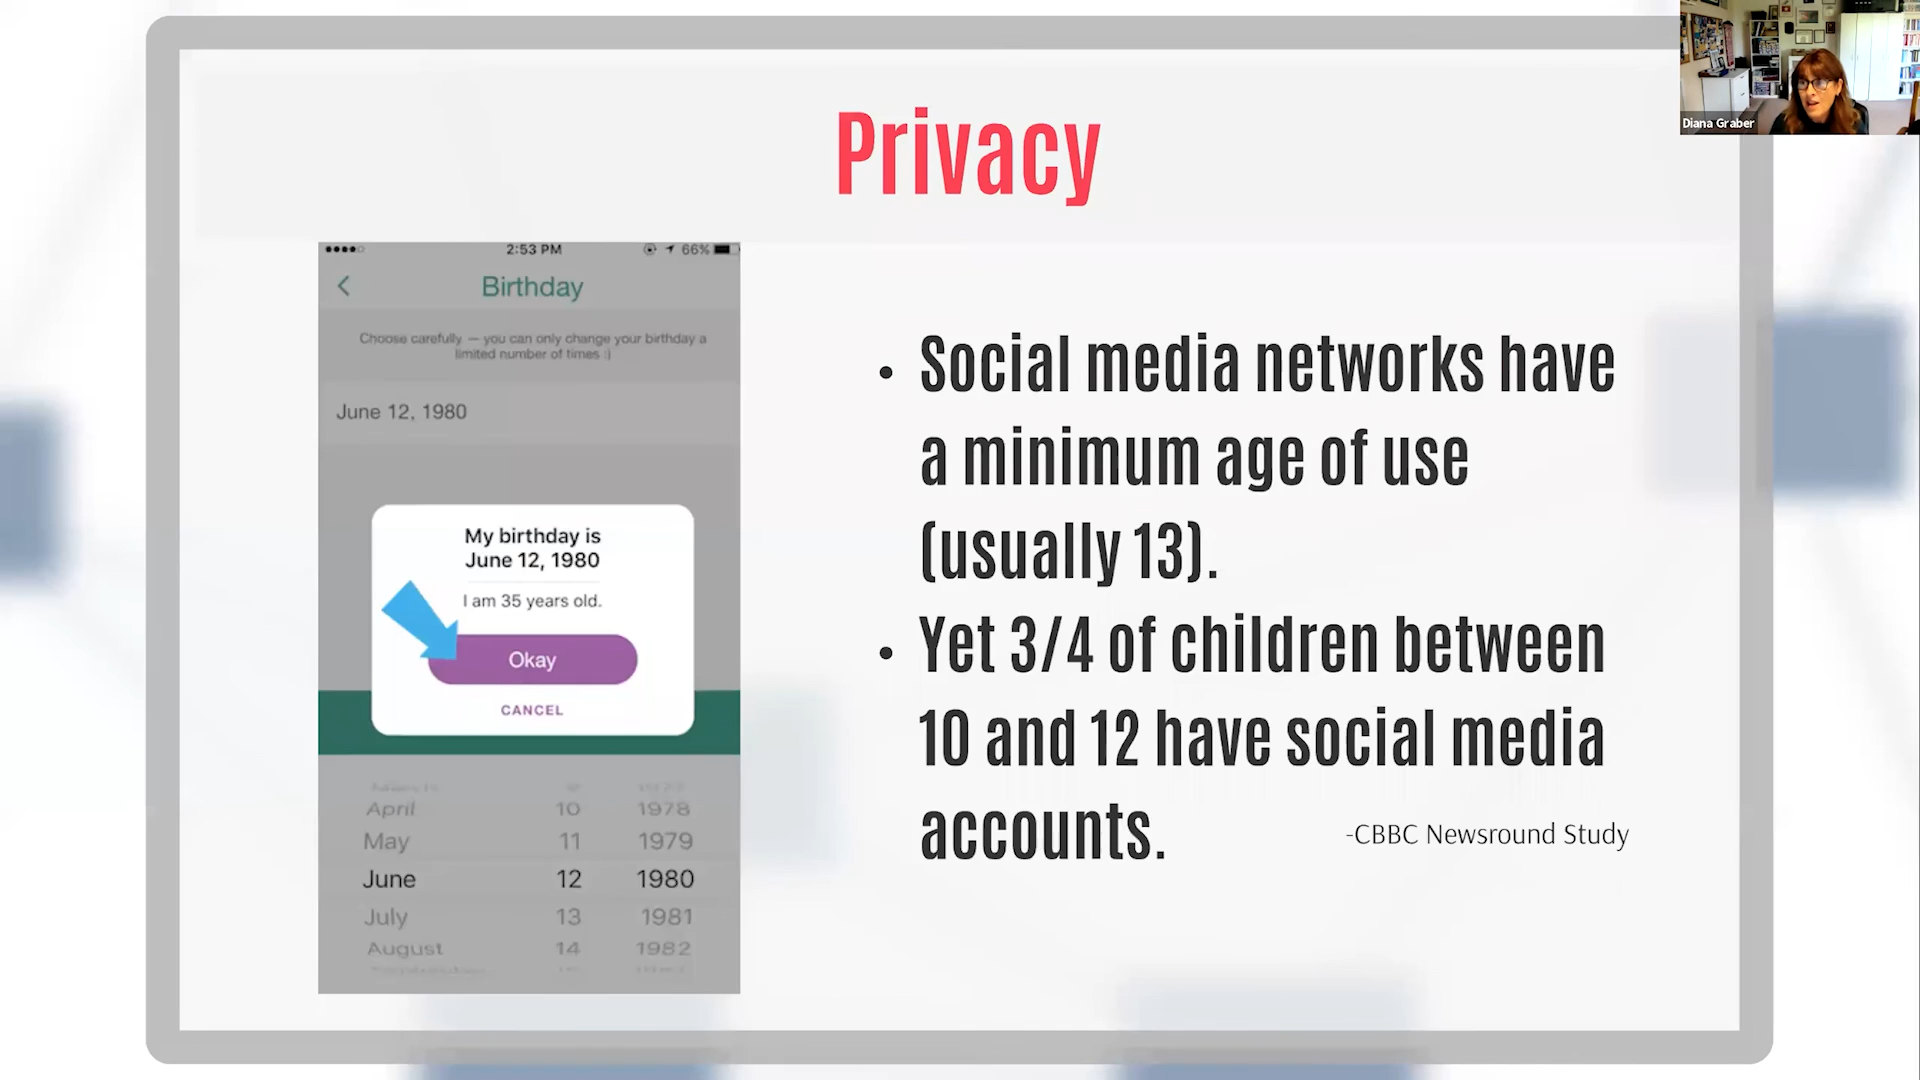 Privacy
Diana Graber
2:53 PM
66%
Birthday
Choose carefully — you can only change your birthday a
limited number of times :)
June 12, 1980
My birthday is
June 12, 1980
I am 35 years old.
Okay
CANCEL
April 10 1978
May 11 1979
June 12 1980
July 13 1981
August 14 1982
• Social media networks have
a minimum age of use
(usually 13).
• Yet 3/4 of children between
10 and 12 have social media
accounts.
-CBBC Newsround Study